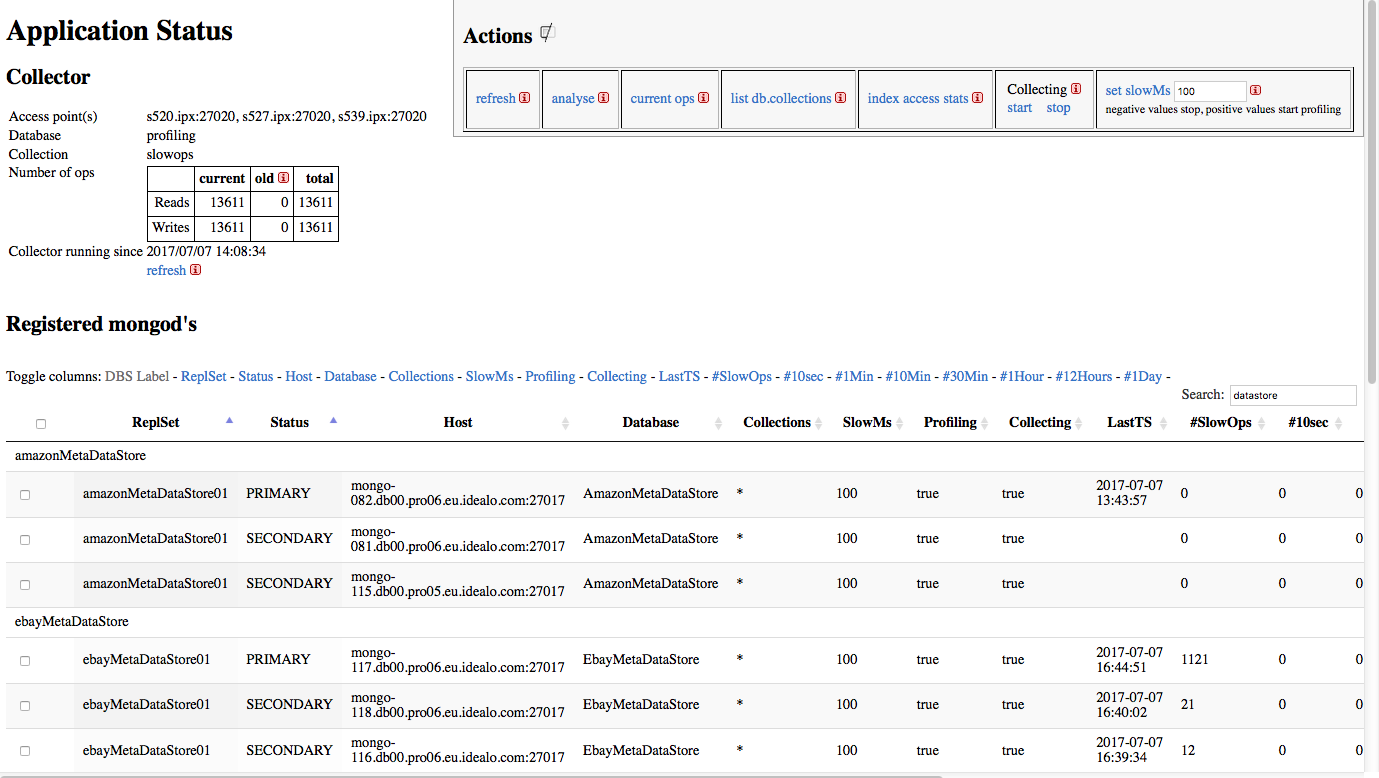 Application Status
Actions
Collector
refresh
analyse
current ops
list db.collections
index access stats
Collecting
start stop
set slowMs 100
negative values stop, positive values start profiling
Access point(s) s520.ipx:27020, s527.ipx:27020, s539.ipx:27020
Database profiling
Collection slowops
Number of ops
current old total
Reads 13611 0 13611
Writes 13611 0 13611
Collector running since 2017/07/07 14:08:34
refresh
Registered mongod's
Toggle columns: DBS Label - ReplSet - Status - Host - Database - Collections - SlowMs - Profiling - Collecting - LastTS - #SlowOps - #10sec - #1Min - #10Min - #30Min - #1Hour - #12Hours - #1Day -
Search: datastore
ReplSet Status Host Database Collections SlowMs Profiling Collecting LastTS #SlowOps #10sec
amazonMetaDataStore
amazonMetaDataStore01 PRIMARY mongo-
082.db00.pro06.eu.idealo.com:27017 AmazonMetaDataStore * 100 true true 2017-07-07
13:43:57 0 0 0
amazonMetaDataStore01 SECONDARY mongo-
081.db00.pro06.eu.idealo.com:27017 AmazonMetaDataStore * 100 true true 0 0 0
amazonMetaDataStore01 SECONDARY mongo-
115.db00.pro05.eu.idealo.com:27017 AmazonMetaDataStore * 100 true true 0 0 0
ebayMetaDataStore
ebayMetaDataStore01 PRIMARY mongo-
117.db00.pro06.eu.idealo.com:27017 EbayMetaDataStore * 100 true true 2017-07-07
16:44:51 1121 0 0
ebayMetaDataStore01 SECONDARY mongo-
118.db00.pro06.eu.idealo.com:27017 EbayMetaDataStore * 100 true true 2017-07-07
16:40:02 21 0 0
ebayMetaDataStore01 SECONDARY mongo-
116.db00.pro06.eu.idealo.com:27017 EbayMetaDataStore * 100 true true 2017-07-07
16:39:34 12 0 0